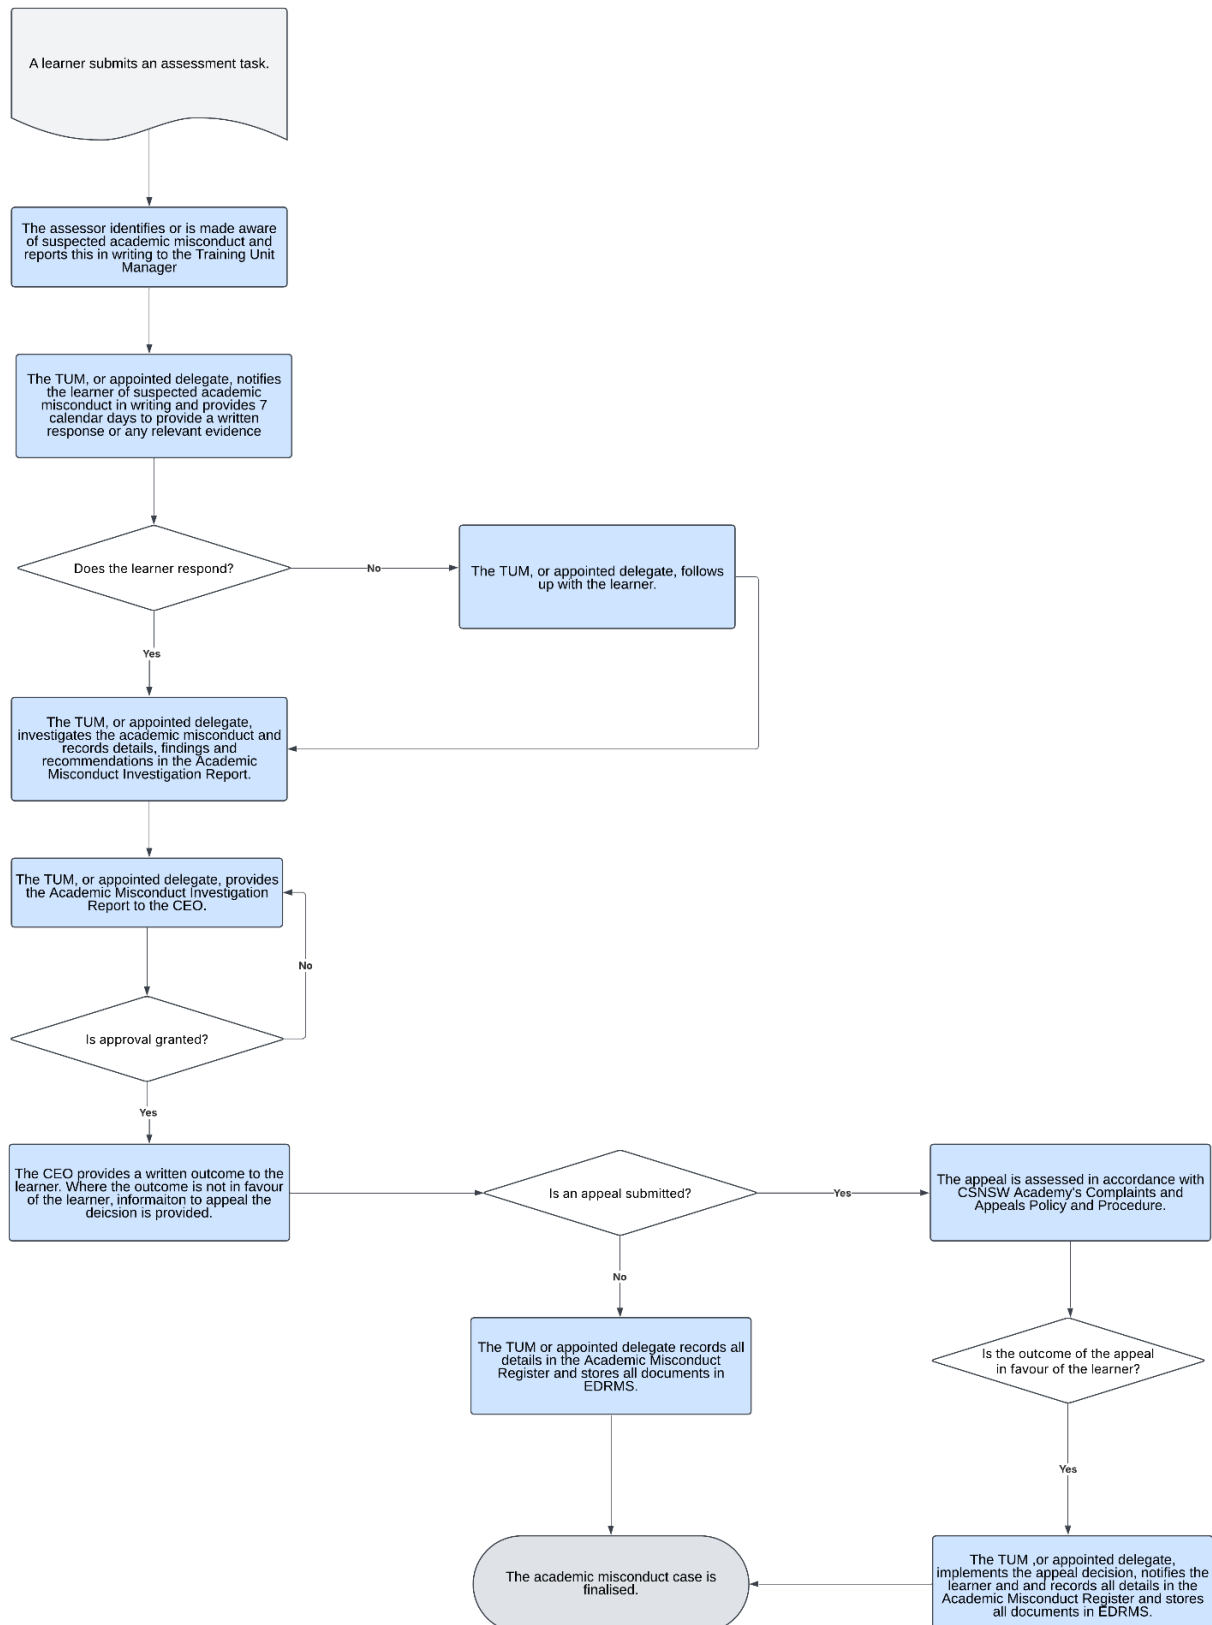 A learner submits an assessment task.
The assessor identifies or is made aware
of suspected academic misconduct and
reports this in writing to the Training Unit
Manager
The TUM, or appointed delegate, notifies
the learner of suspected academic
misconduct in writing and provides 7
calendar days to provide a written
response or any relevant evidence
Does the learner respond?
No
The TUM, or appointed delegate, follows
up with the learner.
Yes
The TUM, or appointed delegate,
investigates the academic misconduct and
records details, findings and
recommendations in the Academic
Misconduct Investigation Report.
The TUM, or appointed delegate, provides
the Academic Misconduct Investigation
Report to the CEO.
No
Is approval granted?
Yes
The CEO provides a written outcome to the
learner. Where the outcome is not in favour
of the learner, informaiton to appeal the
deicsion is provided.
Is an appeal submitted?
Yes
The appeal is assessed in accordance with
CSNSW Academy's Complaints and
Appeals Policy and Procedure.
No
The TUM or appointed delegate records all
details in the Academic Misconduct
Register and stores all documents in
EDRMS.
Is the outcome of the appeal
in favour of the learner?
Yes
The TUM ,or appointed delegate,
implements the appeal decision, notifies the
learner and and records all details in the
Academic Misconduct Register and stores
all documents in EDRMS.
The academic misconduct case is
finalised.